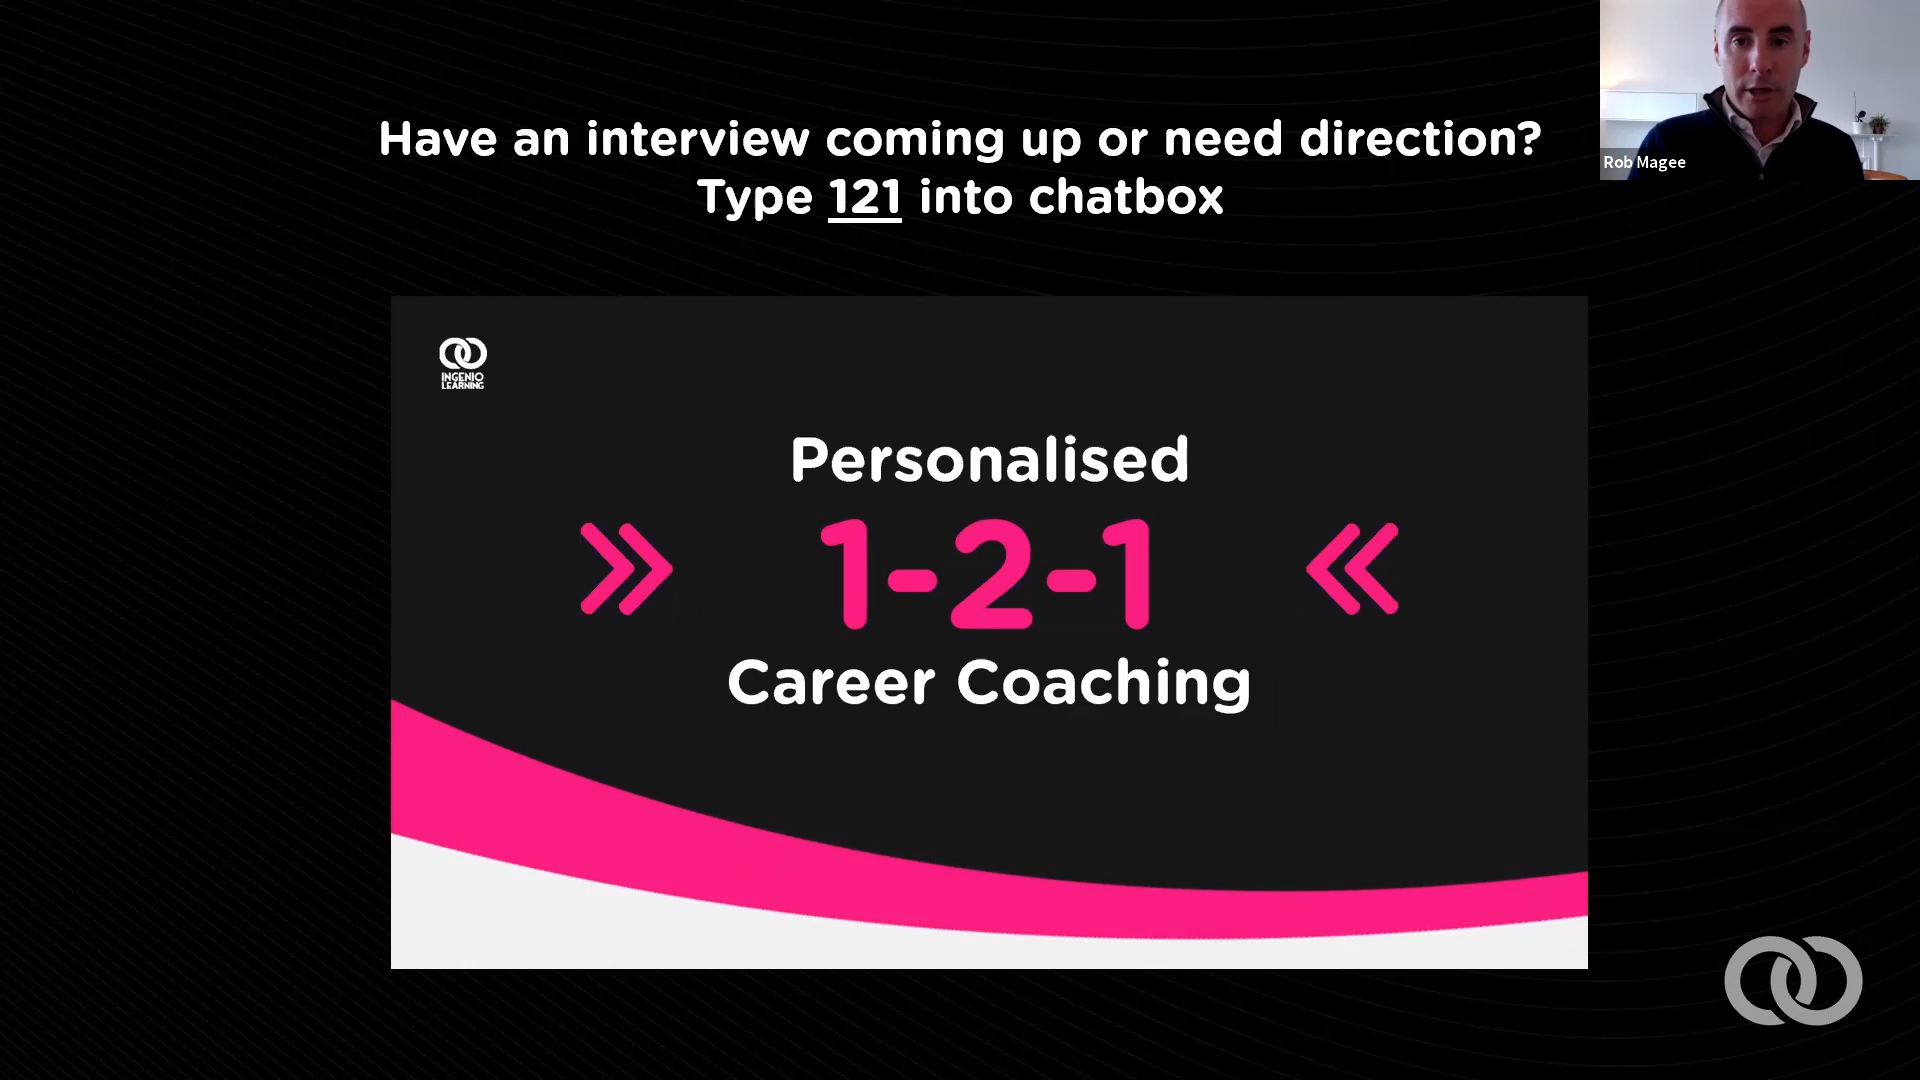 Have an interview coming up or need direction?
Type 121 into chatbox
Rob Magee
INGENIO
LEARNING
Personalised
1-2-1
Career Coaching